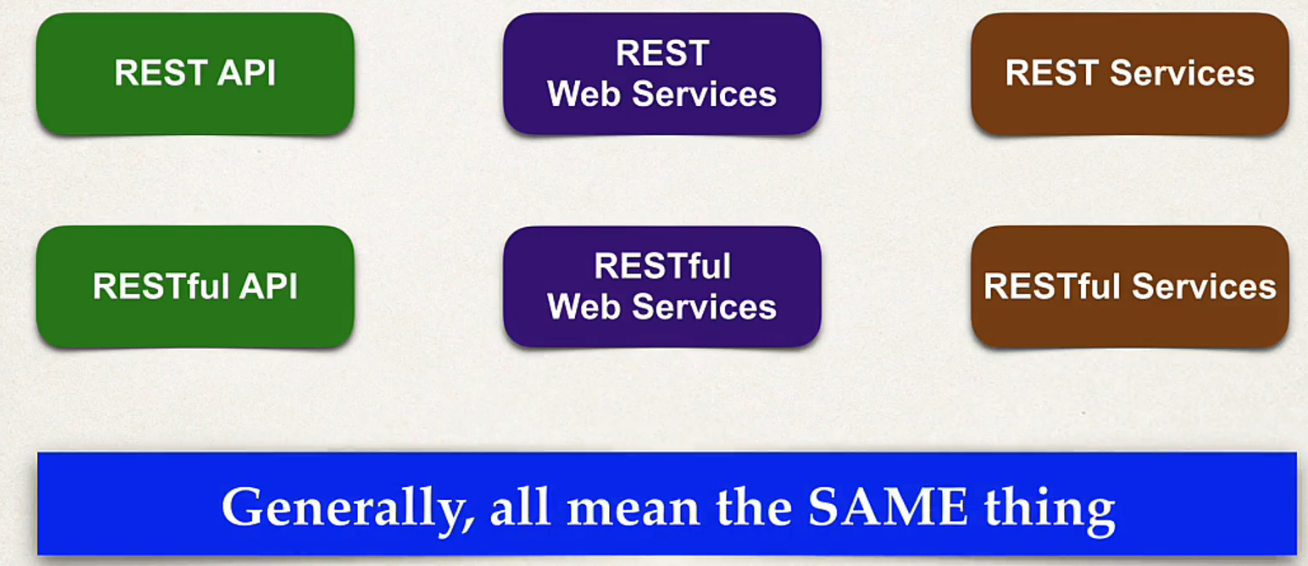 REST API
REST
Web Services
REST Services
RESTful API
RESTful
Web Services
RESTful Services
Generally, all mean the SAME thing